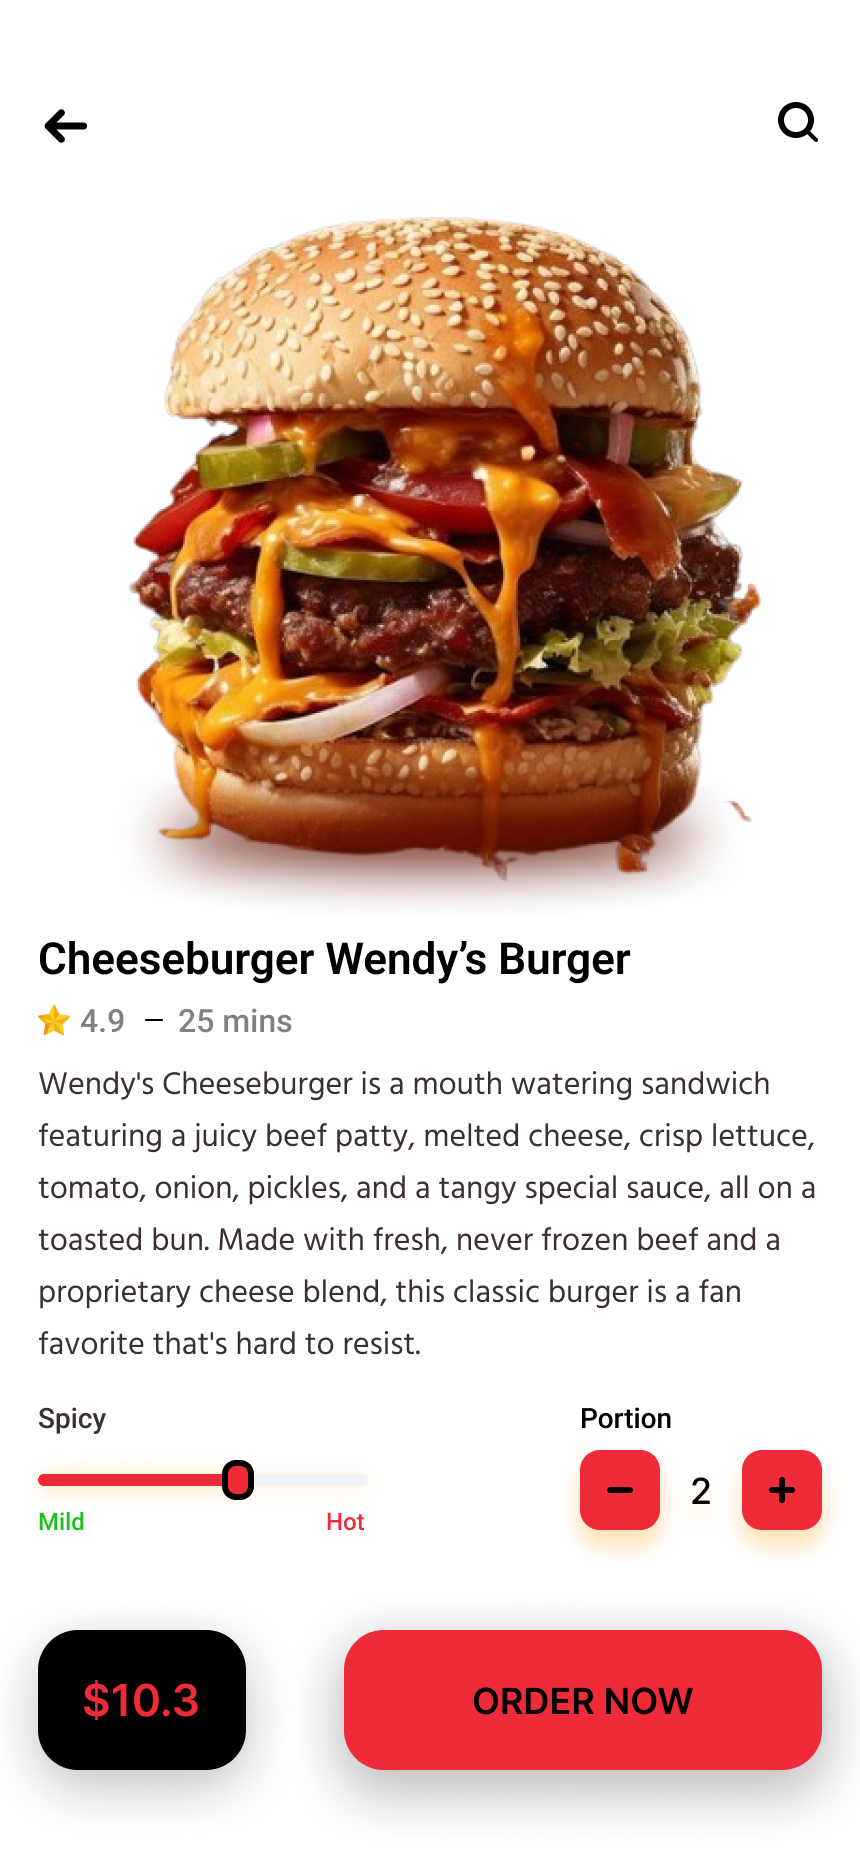 Cheeseburger Wendy’s Burger
4.9 – 25 mins
Wendy's Cheeseburger is a mouth watering sandwich
featuring a juicy beef patty, melted cheese, crisp lettuce,
tomato, onion, pickles, and a tangy special sauce, all on a
toasted bun. Made with fresh, never frozen beef and a
proprietary cheese blend, this classic burger is a fan
favorite that's hard to resist.
Spicy
Mild Hot
Portion
2
$10.3
ORDER NOW